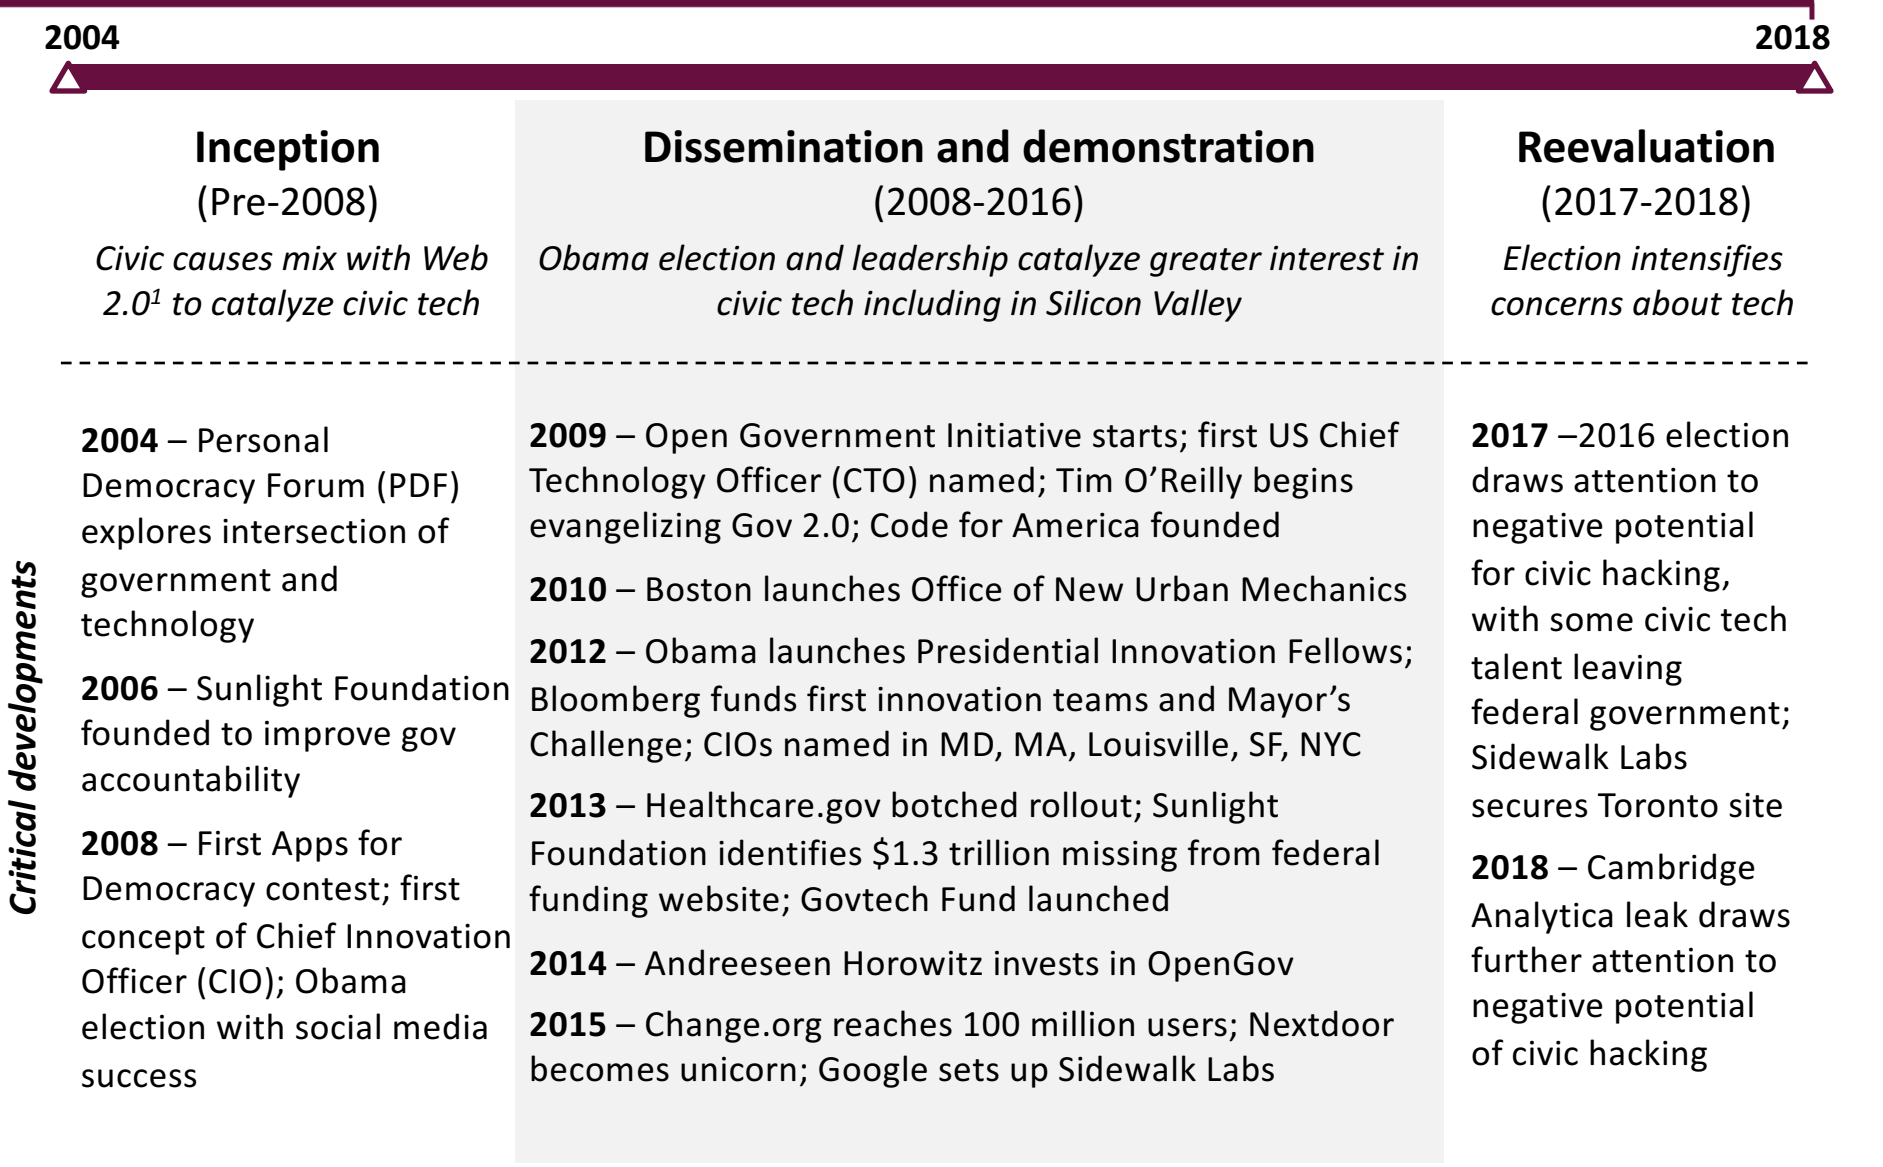 2004
2018
Inception
(Pre-2008)
Civic causes mix with Web
2.0¹ to catalyze civic tech
Dissemination and demonstration
(2008-2016)
Obama election and leadership catalyze greater interest in
civic tech including in Silicon Valley
Reevaluation
(2017-2018)
Election intensifies
concerns about tech
Critical developments
2004 – Personal
Democracy Forum (PDF)
explores intersection of
government and
technology
2006 – Sunlight Foundation
founded to improve gov
accountability
2008 – First Apps for
Democracy contest; first
concept of Chief Innovation
Officer (CIO); Obama
election with social media
success
2009 – Open Government Initiative starts; first US Chief
Technology Officer (CTO) named; Tim O’Reilly begins
evangelizing Gov 2.0; Code for America founded
2010 – Boston launches Office of New Urban Mechanics
2012 – Obama launches Presidential Innovation Fellows;
Bloomberg funds first innovation teams and Mayor’s
Challenge; CIOs named in MD, MA, Louisville, SF, NYC
2013 – Healthcare.gov botched rollout; Sunlight
Foundation identifies $1.3 trillion missing from federal
funding website; Govtech Fund launched
2014 – Andreeseen Horowitz invests in OpenGov
2015 – Change.org reaches 100 million users; Nextdoor
becomes unicorn; Google sets up Sidewalk Labs
2017 –2016 election
draws attention to
negative potential
for civic hacking,
with some civic tech
talent leaving
federal government;
Sidewalk Labs
secures Toronto site
2018 – Cambridge
Analytica leak draws
further attention to
negative potential
of civic hacking